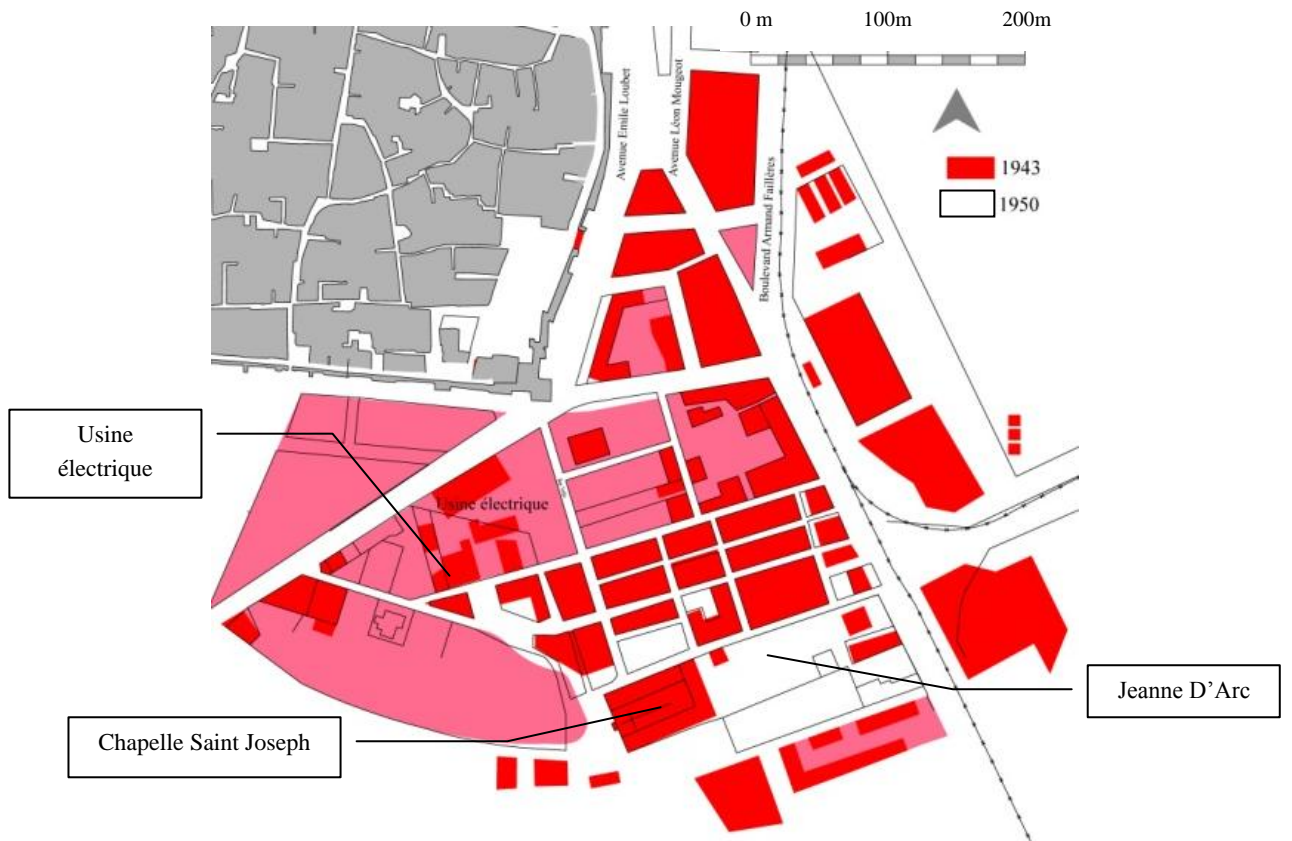 0 m 100m 200m
Avenue Emile Loubet
Avenue Léon Mougeot
Boulevard Armand Faillères
1943
1950
Usine
électrique
Usine électrique
Jeanne D’Arc
Chapelle Saint Joseph